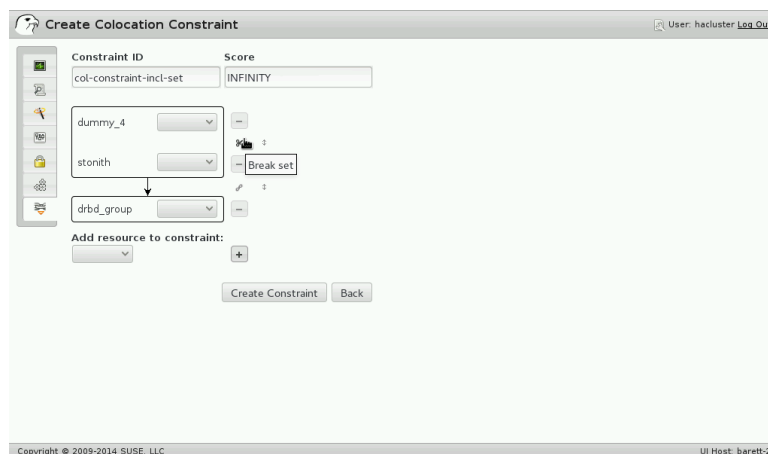 Create Colocation Constraint
User: hacluster Log Ou
Constraint ID Score
col-constraint-incl-set INFINITY
dummy_4
stonith
Break set
drbd_group
Add resource to constraint:
Create Constraint Back
Copyright © 2009-2014 SUSE, LLC
UI Host: barett-2